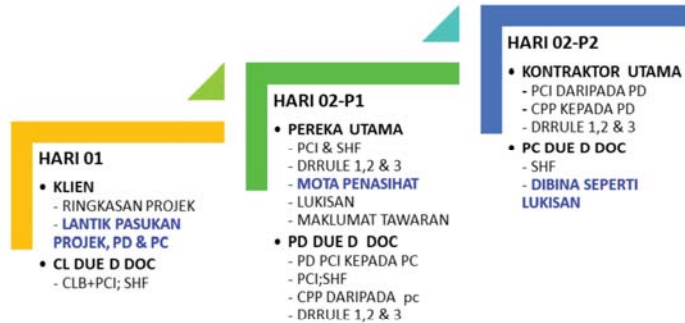 HARI 01
• KLIEN
- RINGKASAN PROJEK
- LANTIK PASUKAN
PROJEK, PD & PC
• CL DUE D DOC
- CLB+PCI; SHF
HARI 02-P1
• PEREKA UTAMA
- PCI & SHF
- DRRULE 1,2 & 3
- MOTA PENASIHAT
- LUKISAN
- MAKLUMAT TAWARAN
• PD DUE D DOC
- PD PCI KEPADA PC
- PCI;SHF
- CPP DARIPADA pc
- DRRULE 1,2 & 3
HARI 02-P2
• KONTRAKTOR UTAMA
- PCI DARIPADA PD
- CPP KEPADA PD
- DRRULE 1,2 & 3
• PC DUE D DOC
- SHF
- DIBINA SEPERTI
LUKISAN